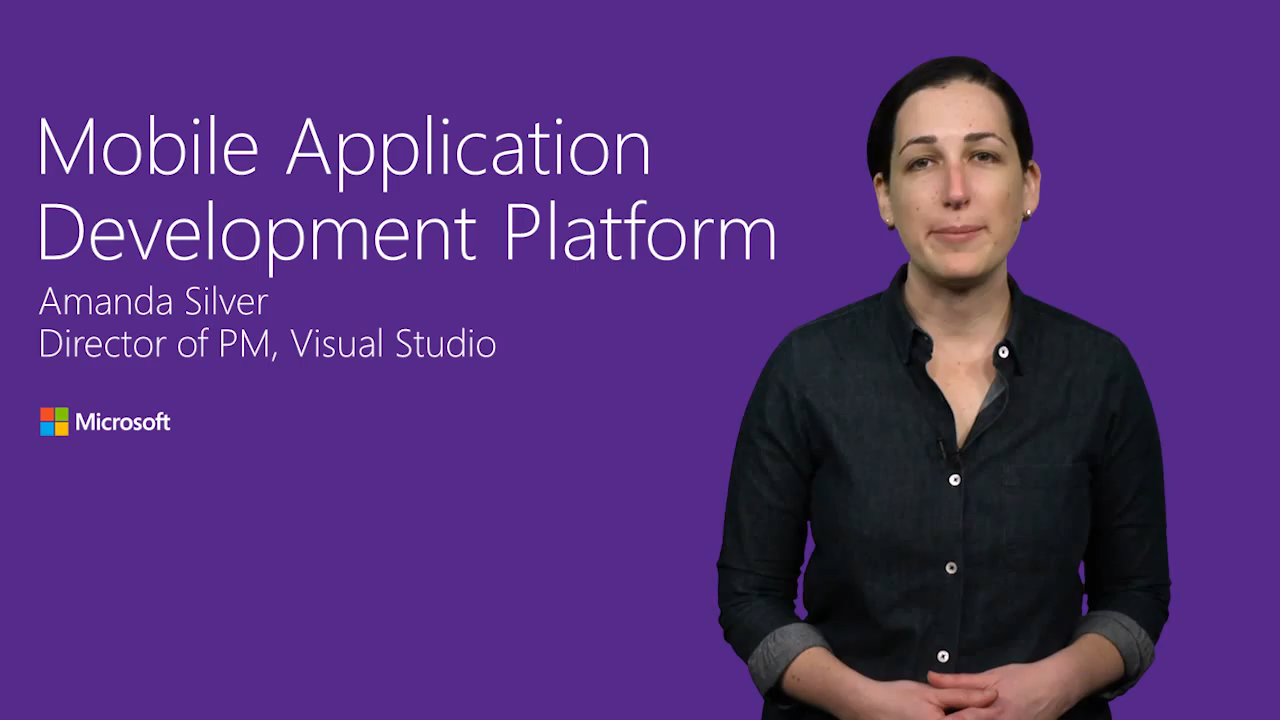 Mobile Application
Development Platform
Amanda Silver
Director of PM, Visual Studio
Microsoft